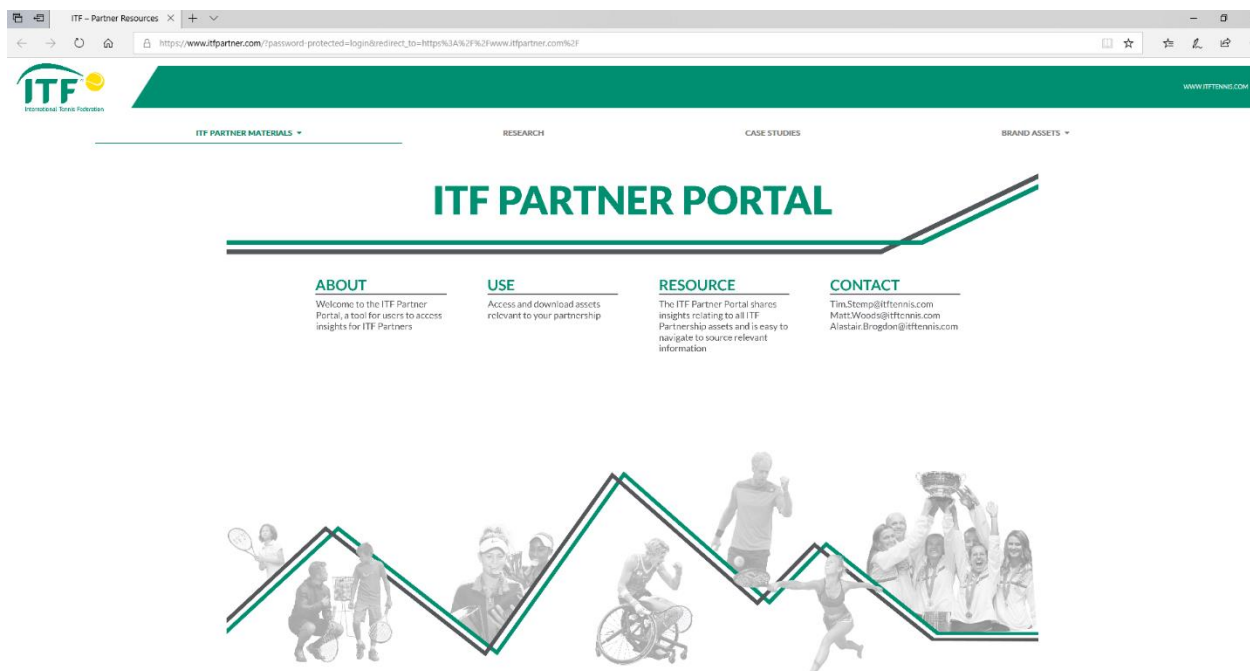 ITF – Partner Resources
https://www.itfpartner.com/?password-protected=login&redirect_to=https%3A%2F%2Fwww.itfpartner.com%2F
ITF
International Tennis Federation
WWW.ITFTENNIS.COM
ITF PARTNER MATERIALS
RESEARCH
CASE STUDIES
BRAND ASSETS
ITF PARTNER PORTAL
ABOUT
Welcome to the ITF Partner
Portal, a tool for users to access
insights for ITF Partners
USE
Access and download assets
relevant to your partnership
RESOURCE
The ITF Partner Portal shares
insights relating to all ITF
Partnership assets and is easy to
navigate to source relevant
information
CONTACT
Tim.Stemp@itftennis.com
Matt.Woods@itftennis.com
Alastair.Brogdon@itftennis.com